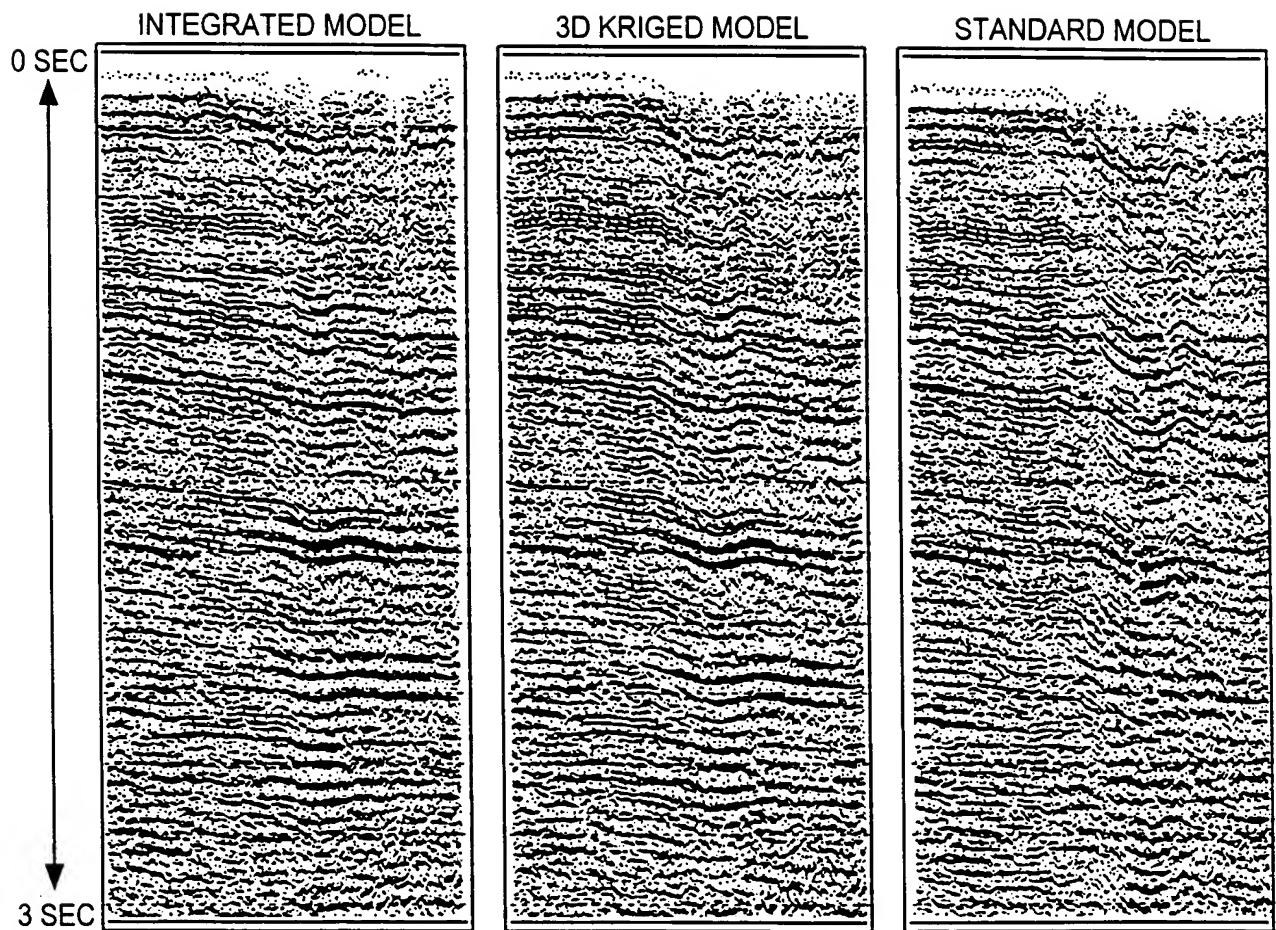 INTEGRATED MODEL
3D KRIGED MODEL
STANDARD MODEL
0 SEC
3 SEC